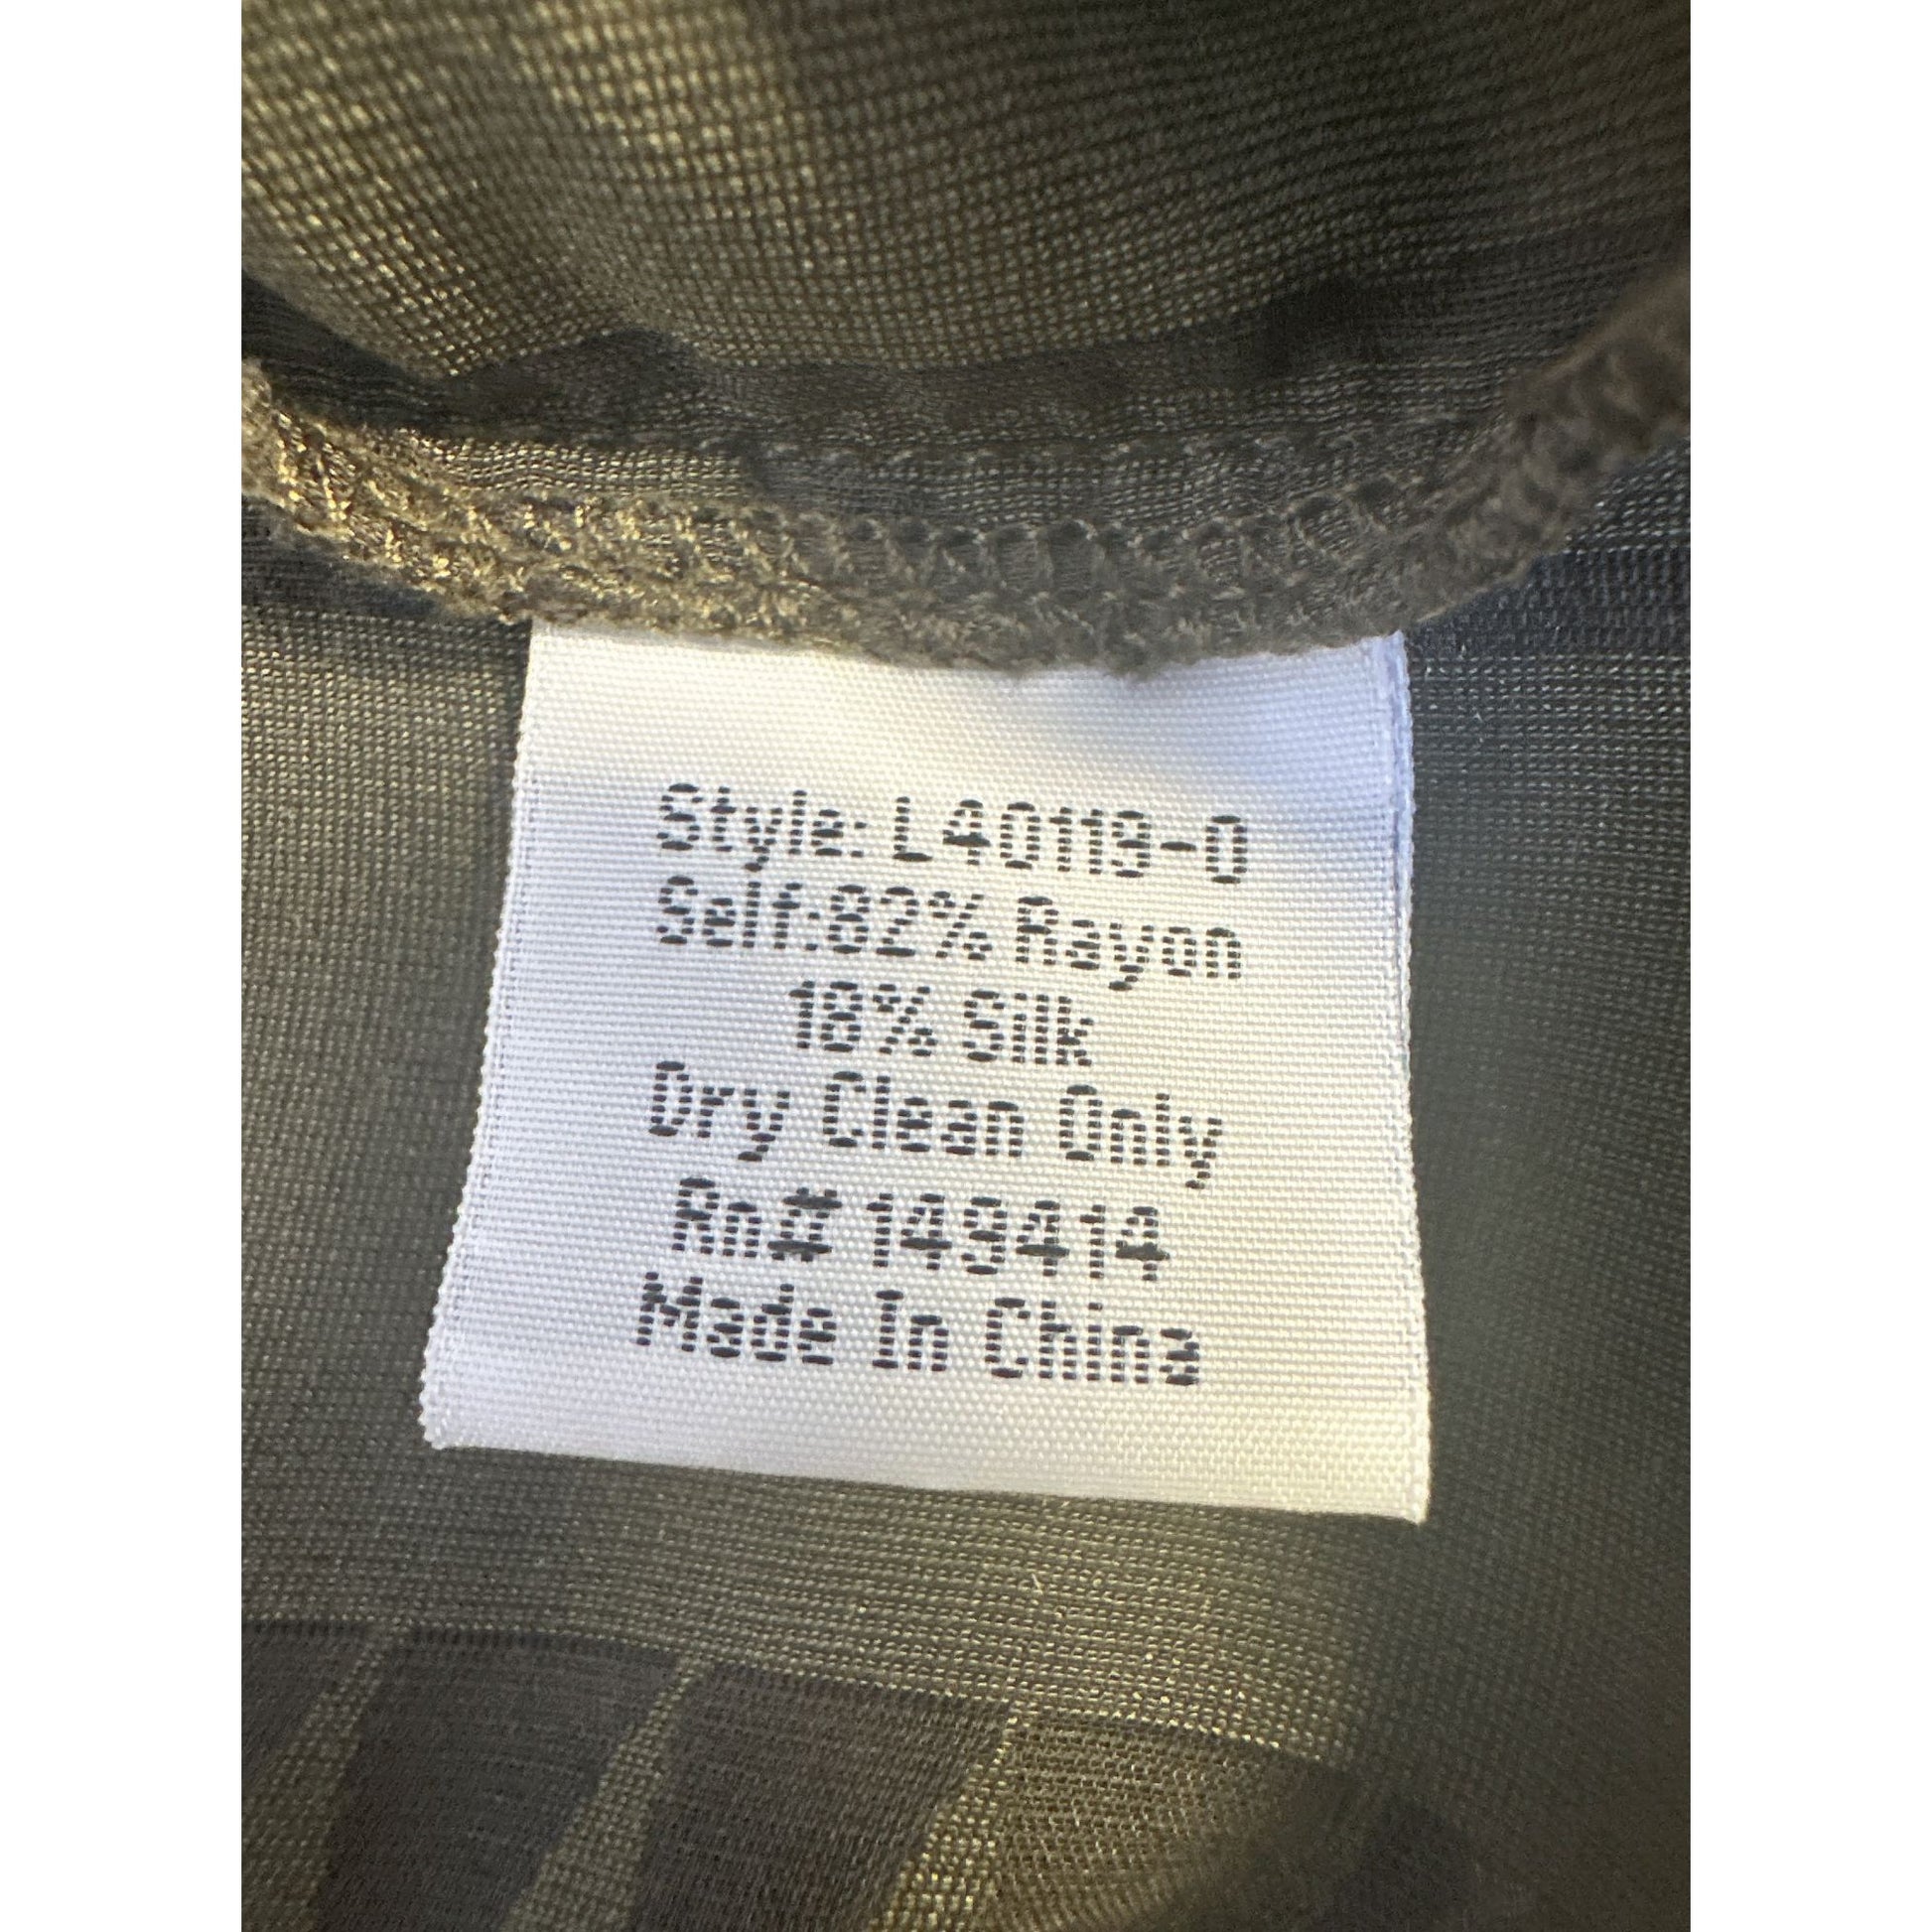 Style: L40119-0
Self:82% Rayon
18% Silk
Dry Clean Only
Rn# 149414
Made In China